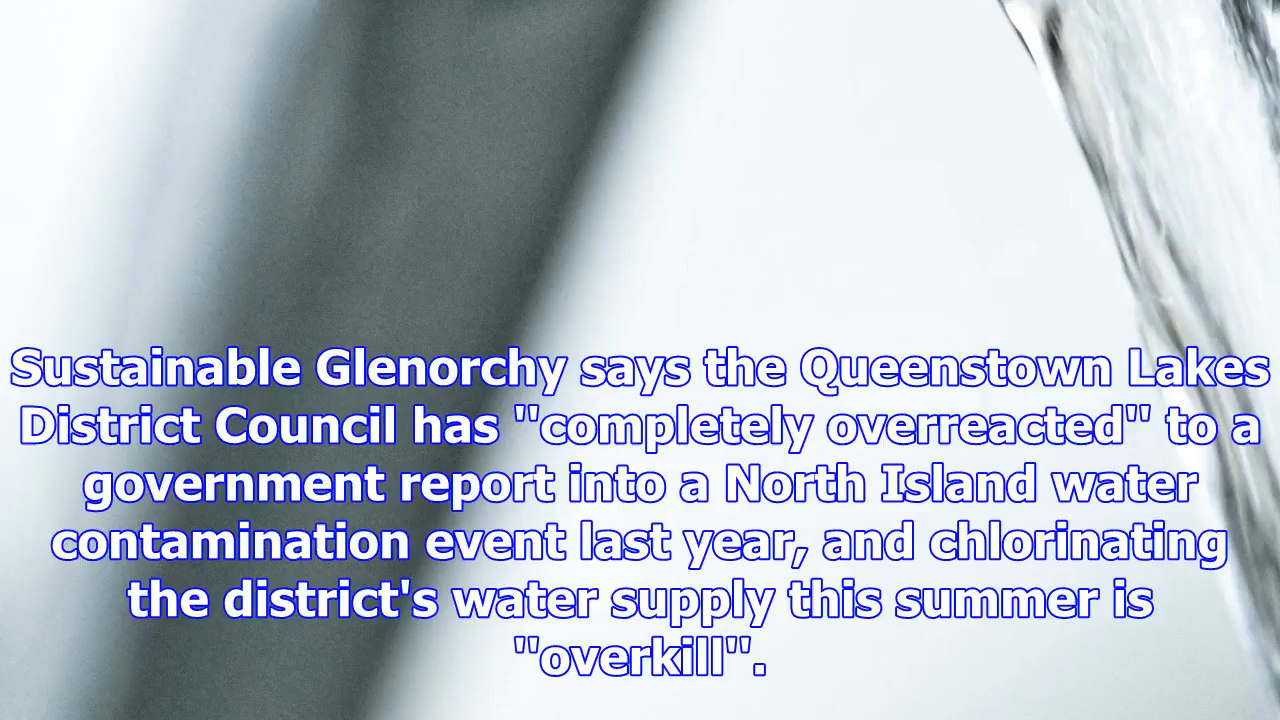 Sustainable Glenorchy says the Queenstown Lakes
District Council has "completely overreacted" to a
government report into a North Island water
contamination event last year, and chlorinating
the district's water supply this summer is
"overkill".